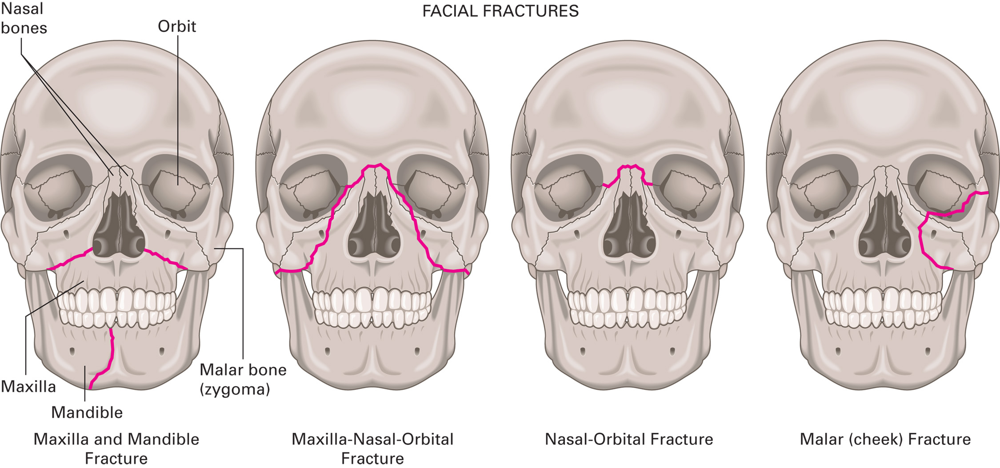 FACIAL FRACTURES
Nasal
bones
Orbit
Malar bone
(zygoma)
Maxilla
Mandible
Maxilla and Mandible
Fracture
Maxilla-Nasal-Orbital
Fracture
Nasal-Orbital Fracture
Malar (cheek) Fracture